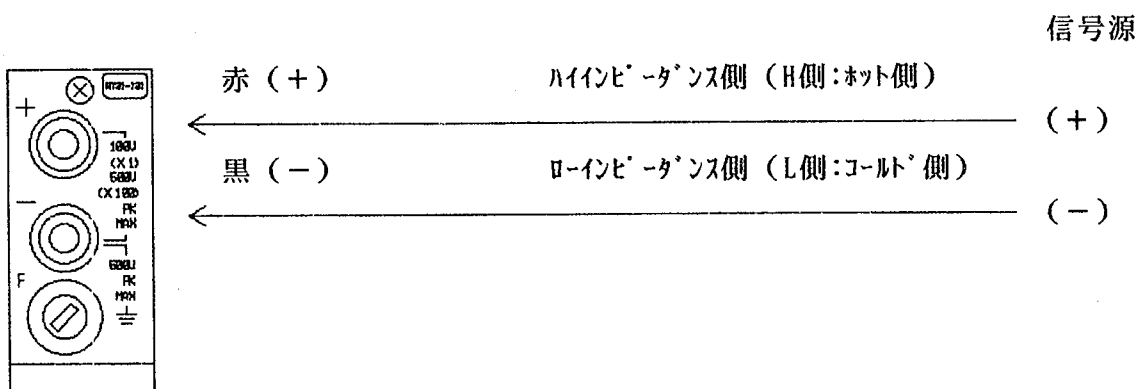 信号源
赤（＋） ﾊｲｲﾝﾋﾟｰﾀﾞﾝｽ側（H側:ﾎｯﾄ側）
（＋）
黒（－） ﾛｰｲﾝﾋﾟｰﾀﾞﾝｽ側（L側:ｺｰﾙﾄﾞ側）
（－）
+
100V
(X1)
500V
(X100)
PK
MAX
－
600V
PK
MAX
F